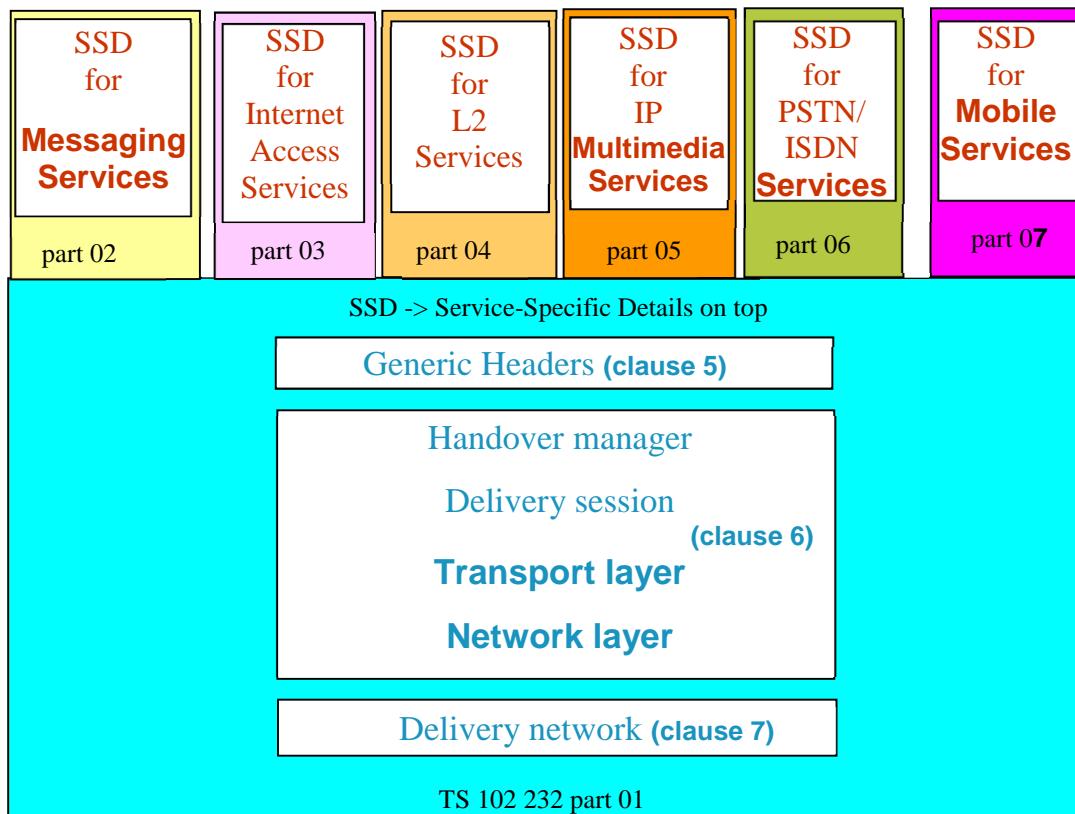 SSD
for
Messaging
Services
part 02
SSD
for
Internet
Access
Services
part 03
SSD
for
L2
Services
part 04
SSD
for
IP
Multimedia
Services
part 05
SSD
for
PSTN/
ISDN
Services
part 06
SSD
for
Mobile
Services
part 07
SSD -> Service-Specific Details on top
Generic Headers (clause 5)
Handover manager
Delivery session
(clause 6)
Transport layer
Network layer
Delivery network (clause 7)
TS 102 232 part 01